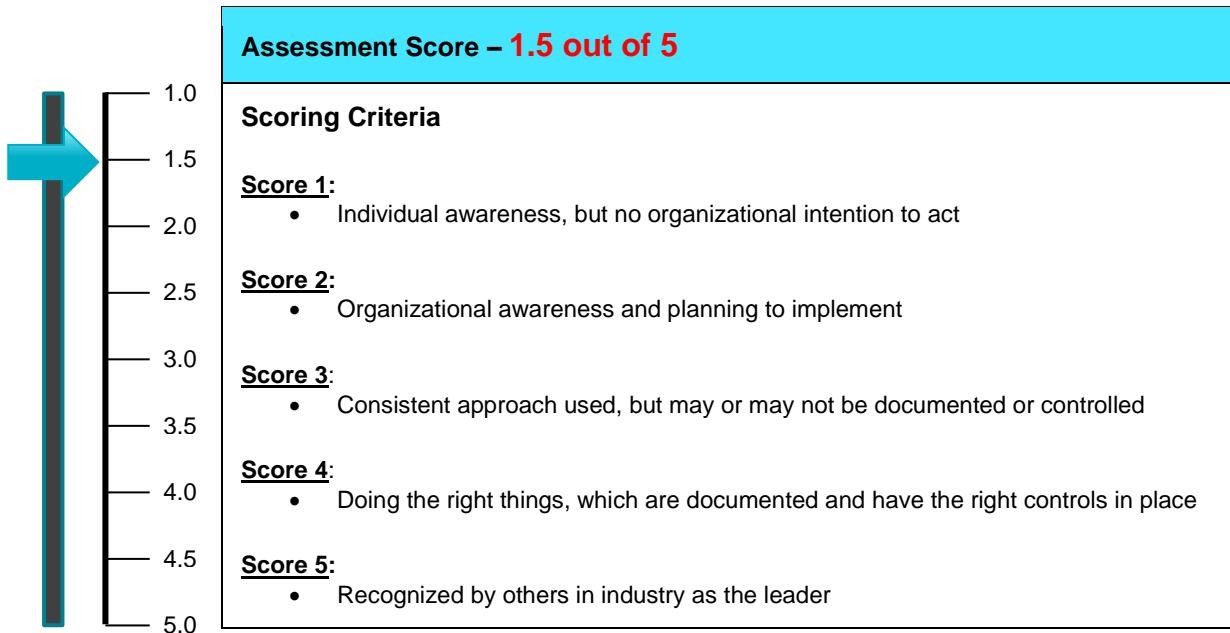 Assessment Score – 1.5 out of 5
1.0
1.5
2.0
2.5
3.0
3.5
4.0
4.5
5.0
Scoring Criteria
Score 1:
• Individual awareness, but no organizational intention to act
Score 2:
• Organizational awareness and planning to implement
Score 3:
• Consistent approach used, but may or may not be documented or controlled
Score 4:
• Doing the right things, which are documented and have the right controls in place
Score 5:
• Recognized by others in industry as the leader